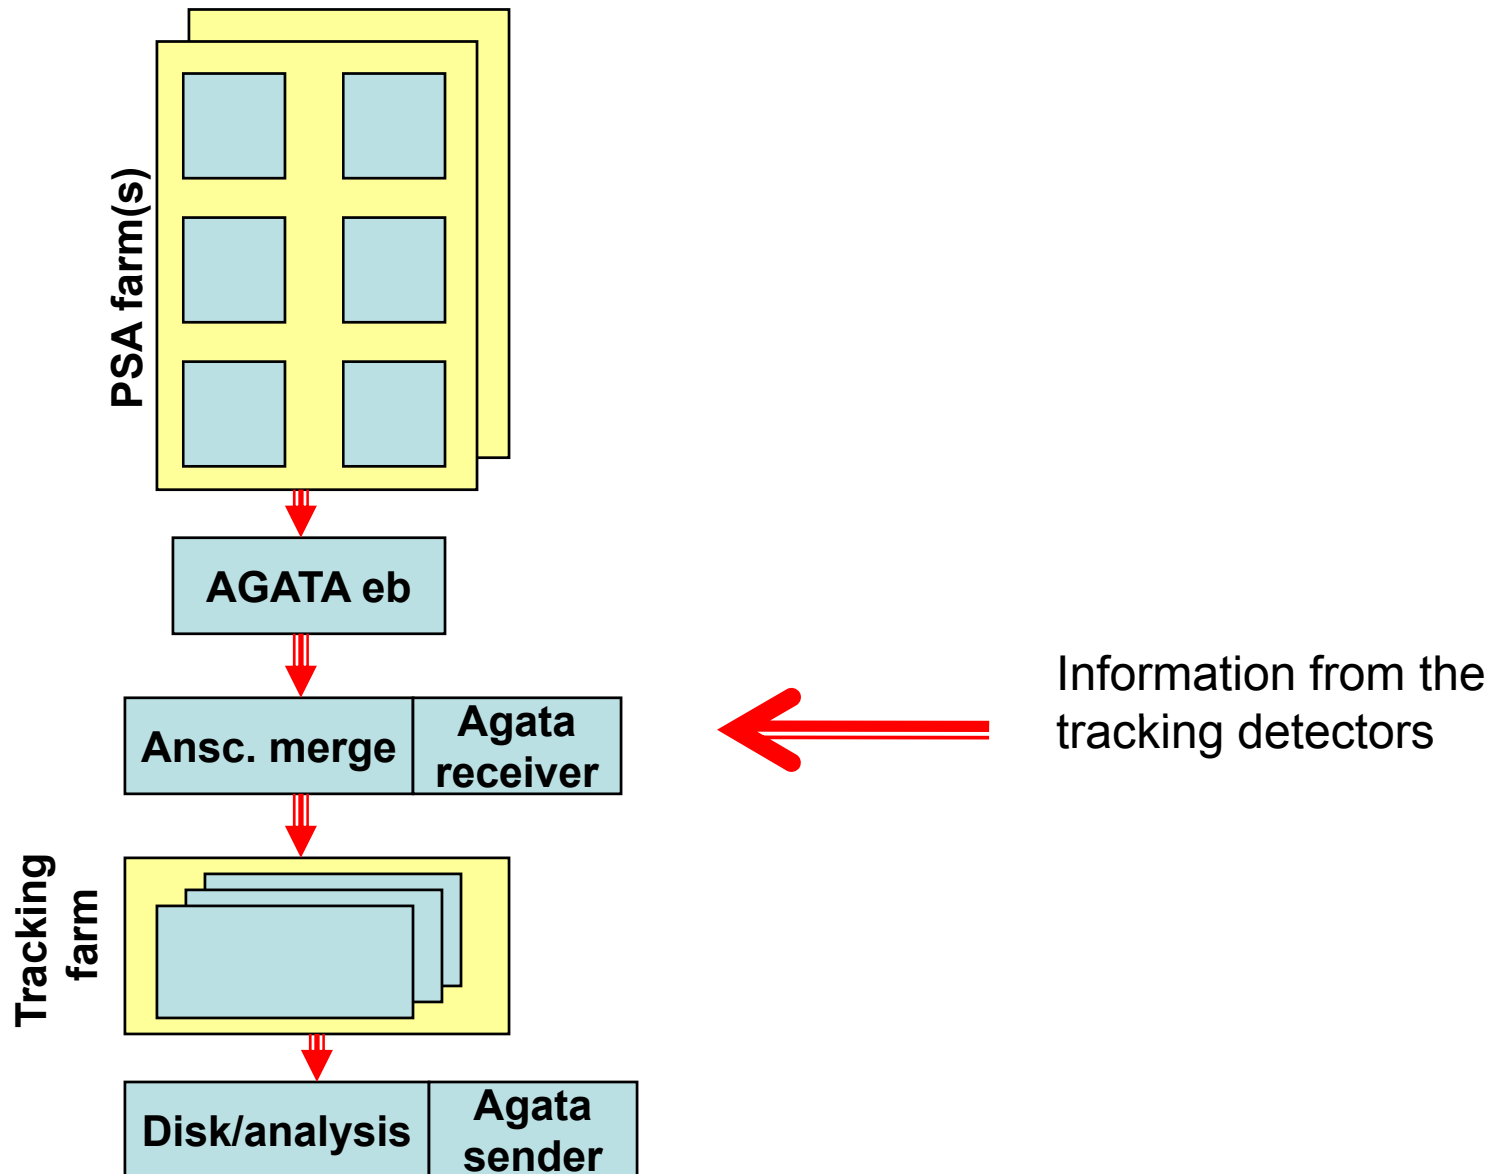 PSA farm(s)
AGATA eb
Ansc. merge
Agata
receiver
Information from the
tracking detectors
Tracking
farm
Disk/analysis
Agata
sender